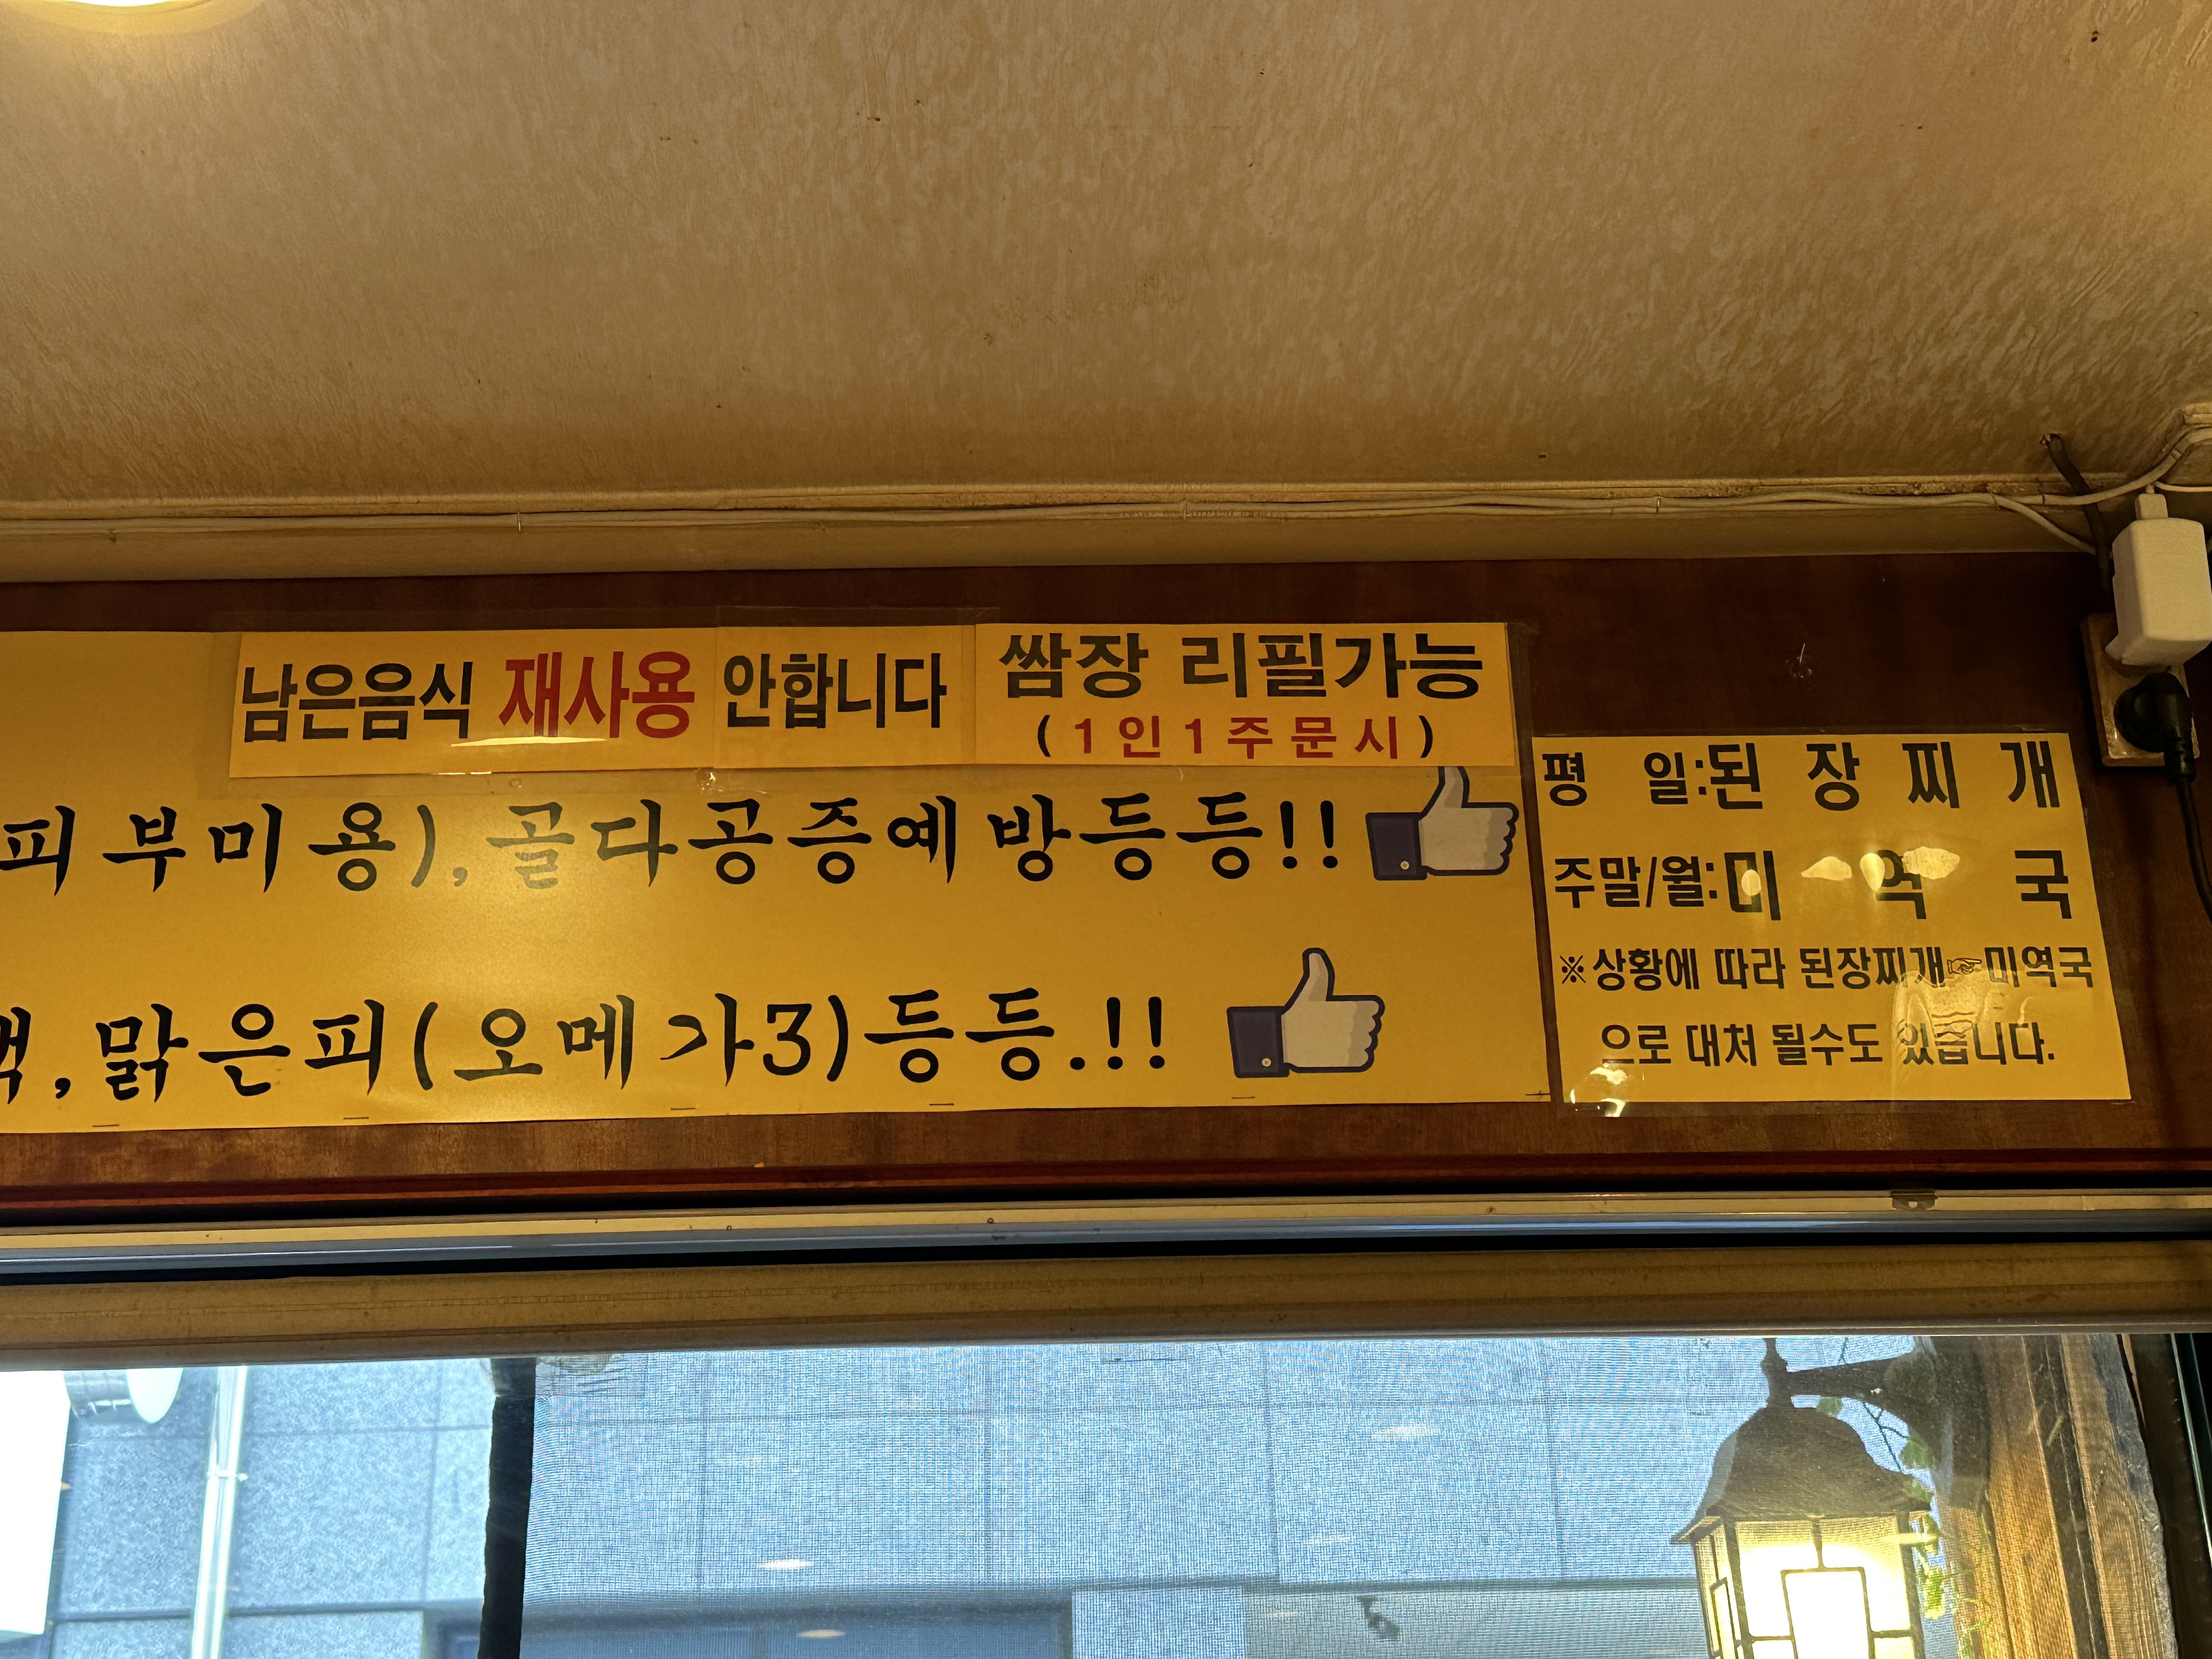 남은음식 재사용 안합니다
쌈장 리필가능
(1인1주문시)
피부미용), 골다공증예방등등!!
,맑은피(오메가3)등등.!!
평 일:된 장 찌 개
주말/월:미 역 국
※상황에 따라 된장찌개☞미역국
으로 대처 될수도 있습니다.